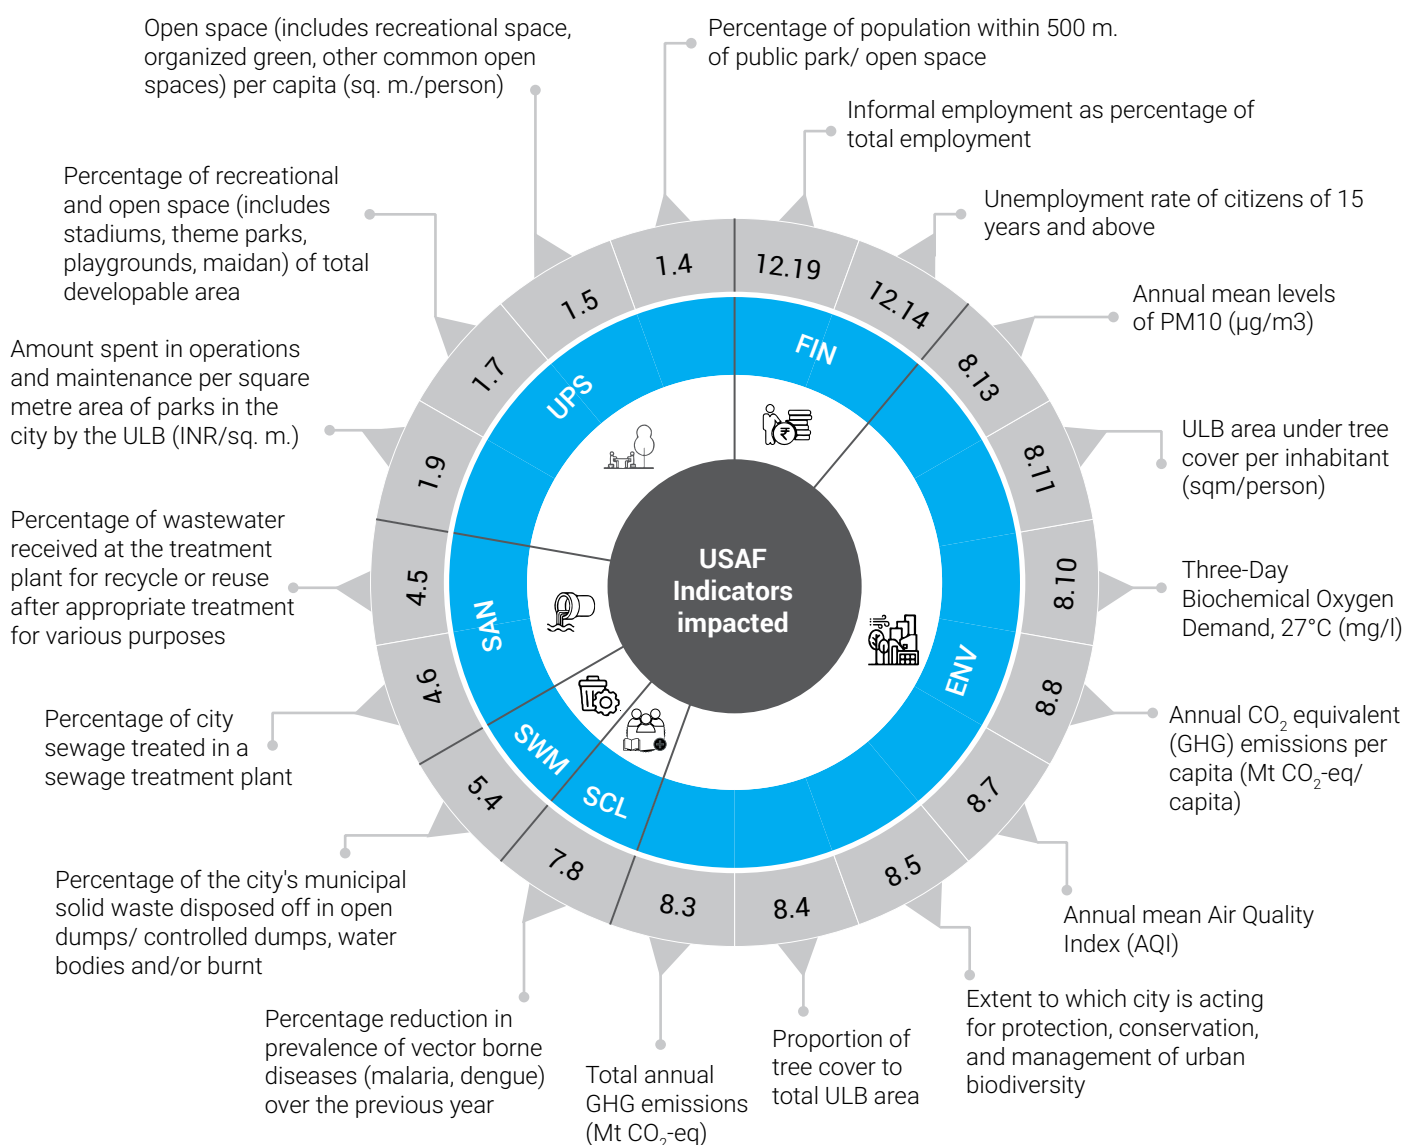 Open space (includes recreational space,
organized green, other common open
spaces) per capita (sq. m./person)
Percentage of population within 500 m.
of public park/ open space
Informal employment as percentage of
total employment
Unemployment rate of citizens of 15
years and above
Annual mean levels
of PM10 (µg/m3)
ULB area under tree
cover per inhabitant
(sqm/person)
Three-Day
Biochemical Oxygen
Demand, 27°C (mg/l)
Annual CO₂ equivalent
(GHG) emissions per
capita (Mt CO₂-eq/
capita)
Annual mean Air Quality
Index (AQI)
Extent to which city is acting
for protection, conservation,
and management of urban
biodiversity
Proportion of
tree cover to
total ULB area
Total annual
GHG emissions
(Mt CO₂-eq)
Percentage reduction in
prevalence of vector borne
diseases (malaria, dengue)
over the previous year
Percentage of the city's municipal
solid waste disposed off in open
dumps/ controlled dumps, water
bodies and/or burnt
Percentage of city
sewage treated in a
sewage treatment plant
Percentage of wastewater
received at the treatment
plant for recycle or reuse
after appropriate treatment
for various purposes
Amount spent in operations
and maintenance per square
metre area of parks in the
city by the ULB (INR/sq. m.)
Percentage of recreational
and open space (includes
stadiums, theme parks,
playgrounds, maidan) of total
developable area
1.4
12.19
12.14
8.13
8.11
8.10
8.8
8.7
8.5
8.4
8.3
7.8
5.4
4.6
4.5
1.9
1.7
1.5
UPS
FIN
ENV
SCL
SWM
SAN
₹
USAF
Indicators
impacted